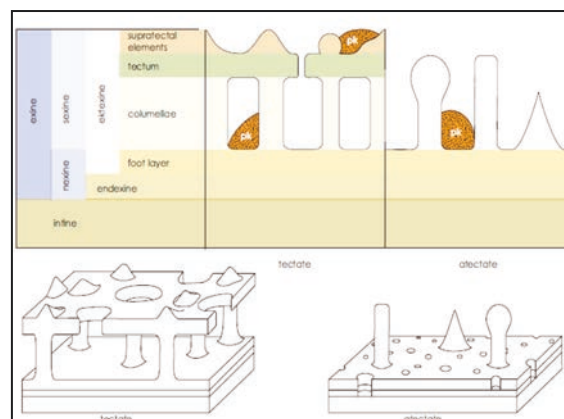 supratectal
elements
pk
tectum
exine
sexine
ektexine
columellae
pk
pk
nexine
foot layer
endexine
intine
tectate
atectate
tectate
atectate